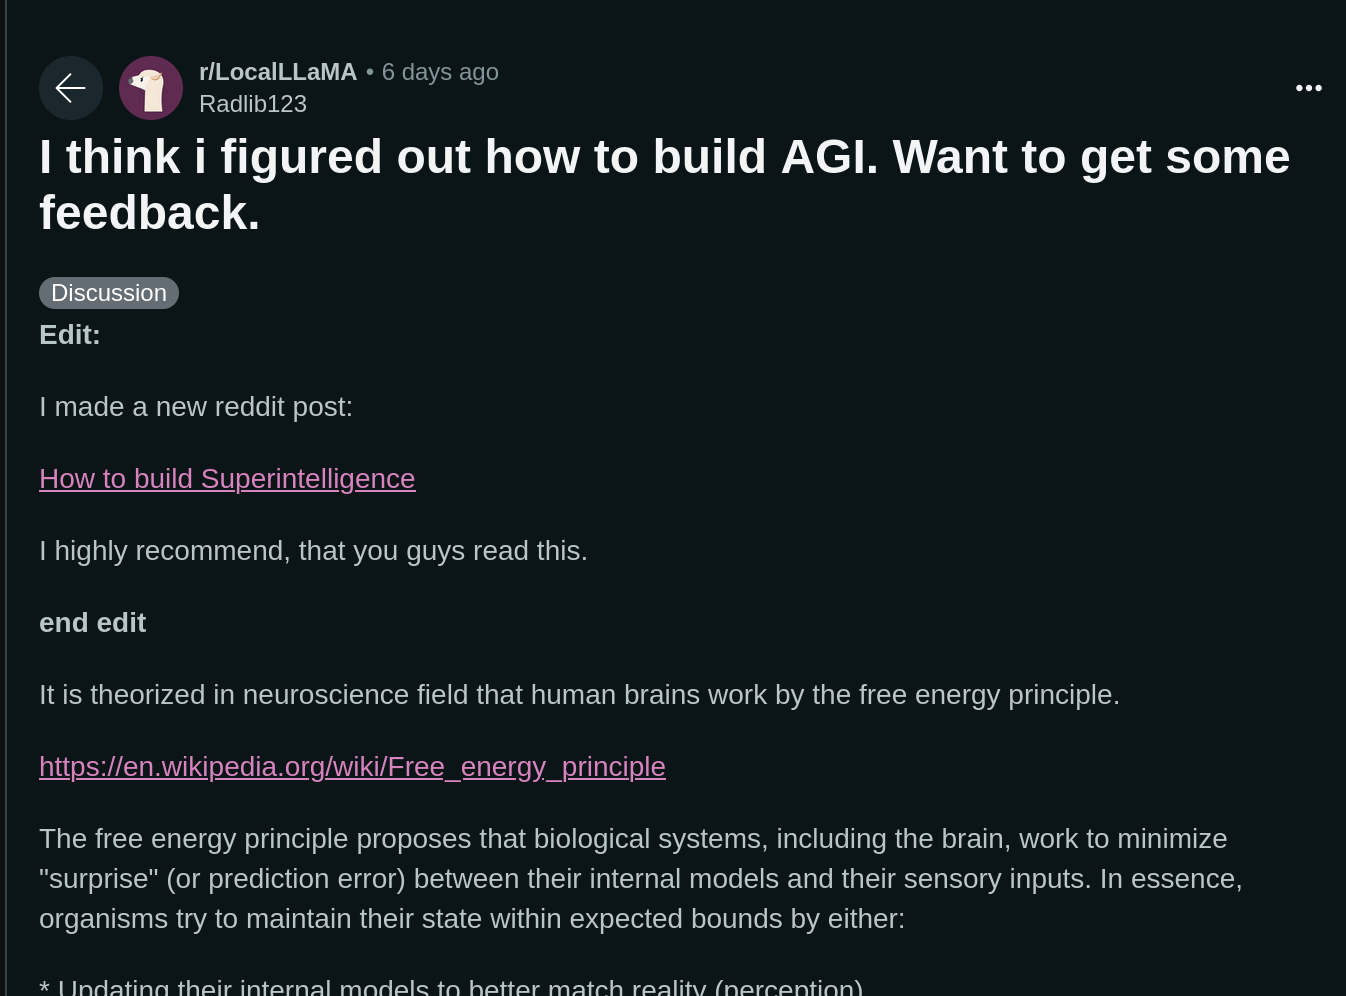 r/LocalLLaMA • 6 days ago
Radlib123
I think i figured out how to build AGI. Want to get some
feedback.
Discussion
Edit:
I made a new reddit post:
How to build Superintelligence
I highly recommend, that you guys read this.
end edit
It is theorized in neuroscience field that human brains work by the free energy principle.
https://en.wikipedia.org/wiki/Free_energy_principle
The free energy principle proposes that biological systems, including the brain, work to minimize
"surprise" (or prediction error) between their internal models and their sensory inputs. In essence,
organisms try to maintain their state within expected bounds by either:
* Updating their internal models to better match reality (perception)